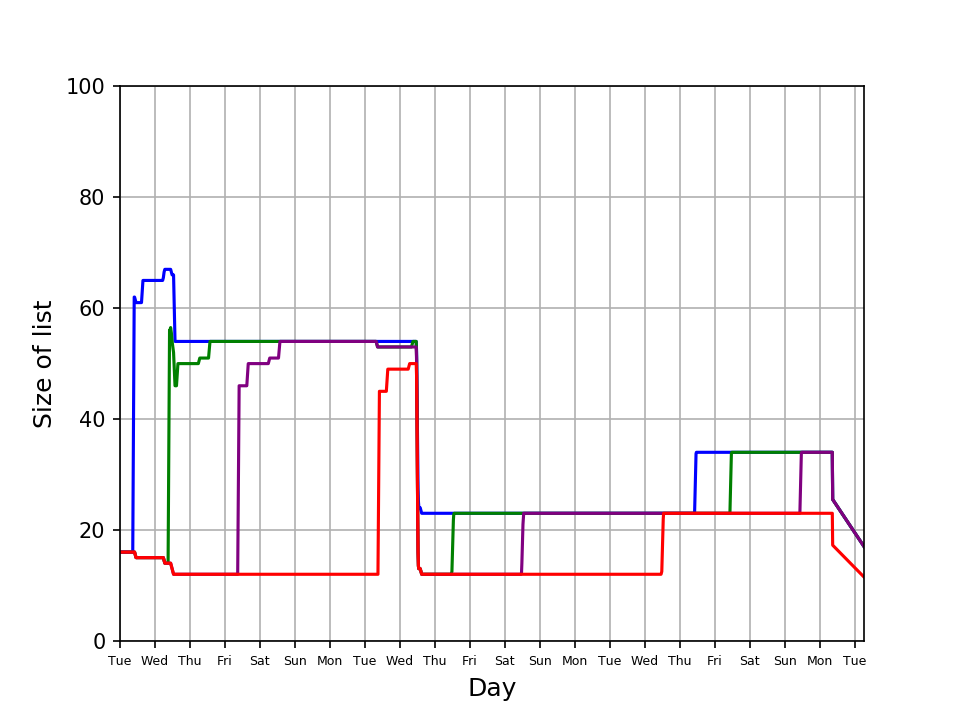 100
80
60
40
20
0
Size of list
Tue Wed Thu Fri Sat Sun Mon Tue Wed Thu Fri Sat Sun Mon Tue Wed Thu Fri Sat Sun Mon Tue
Day